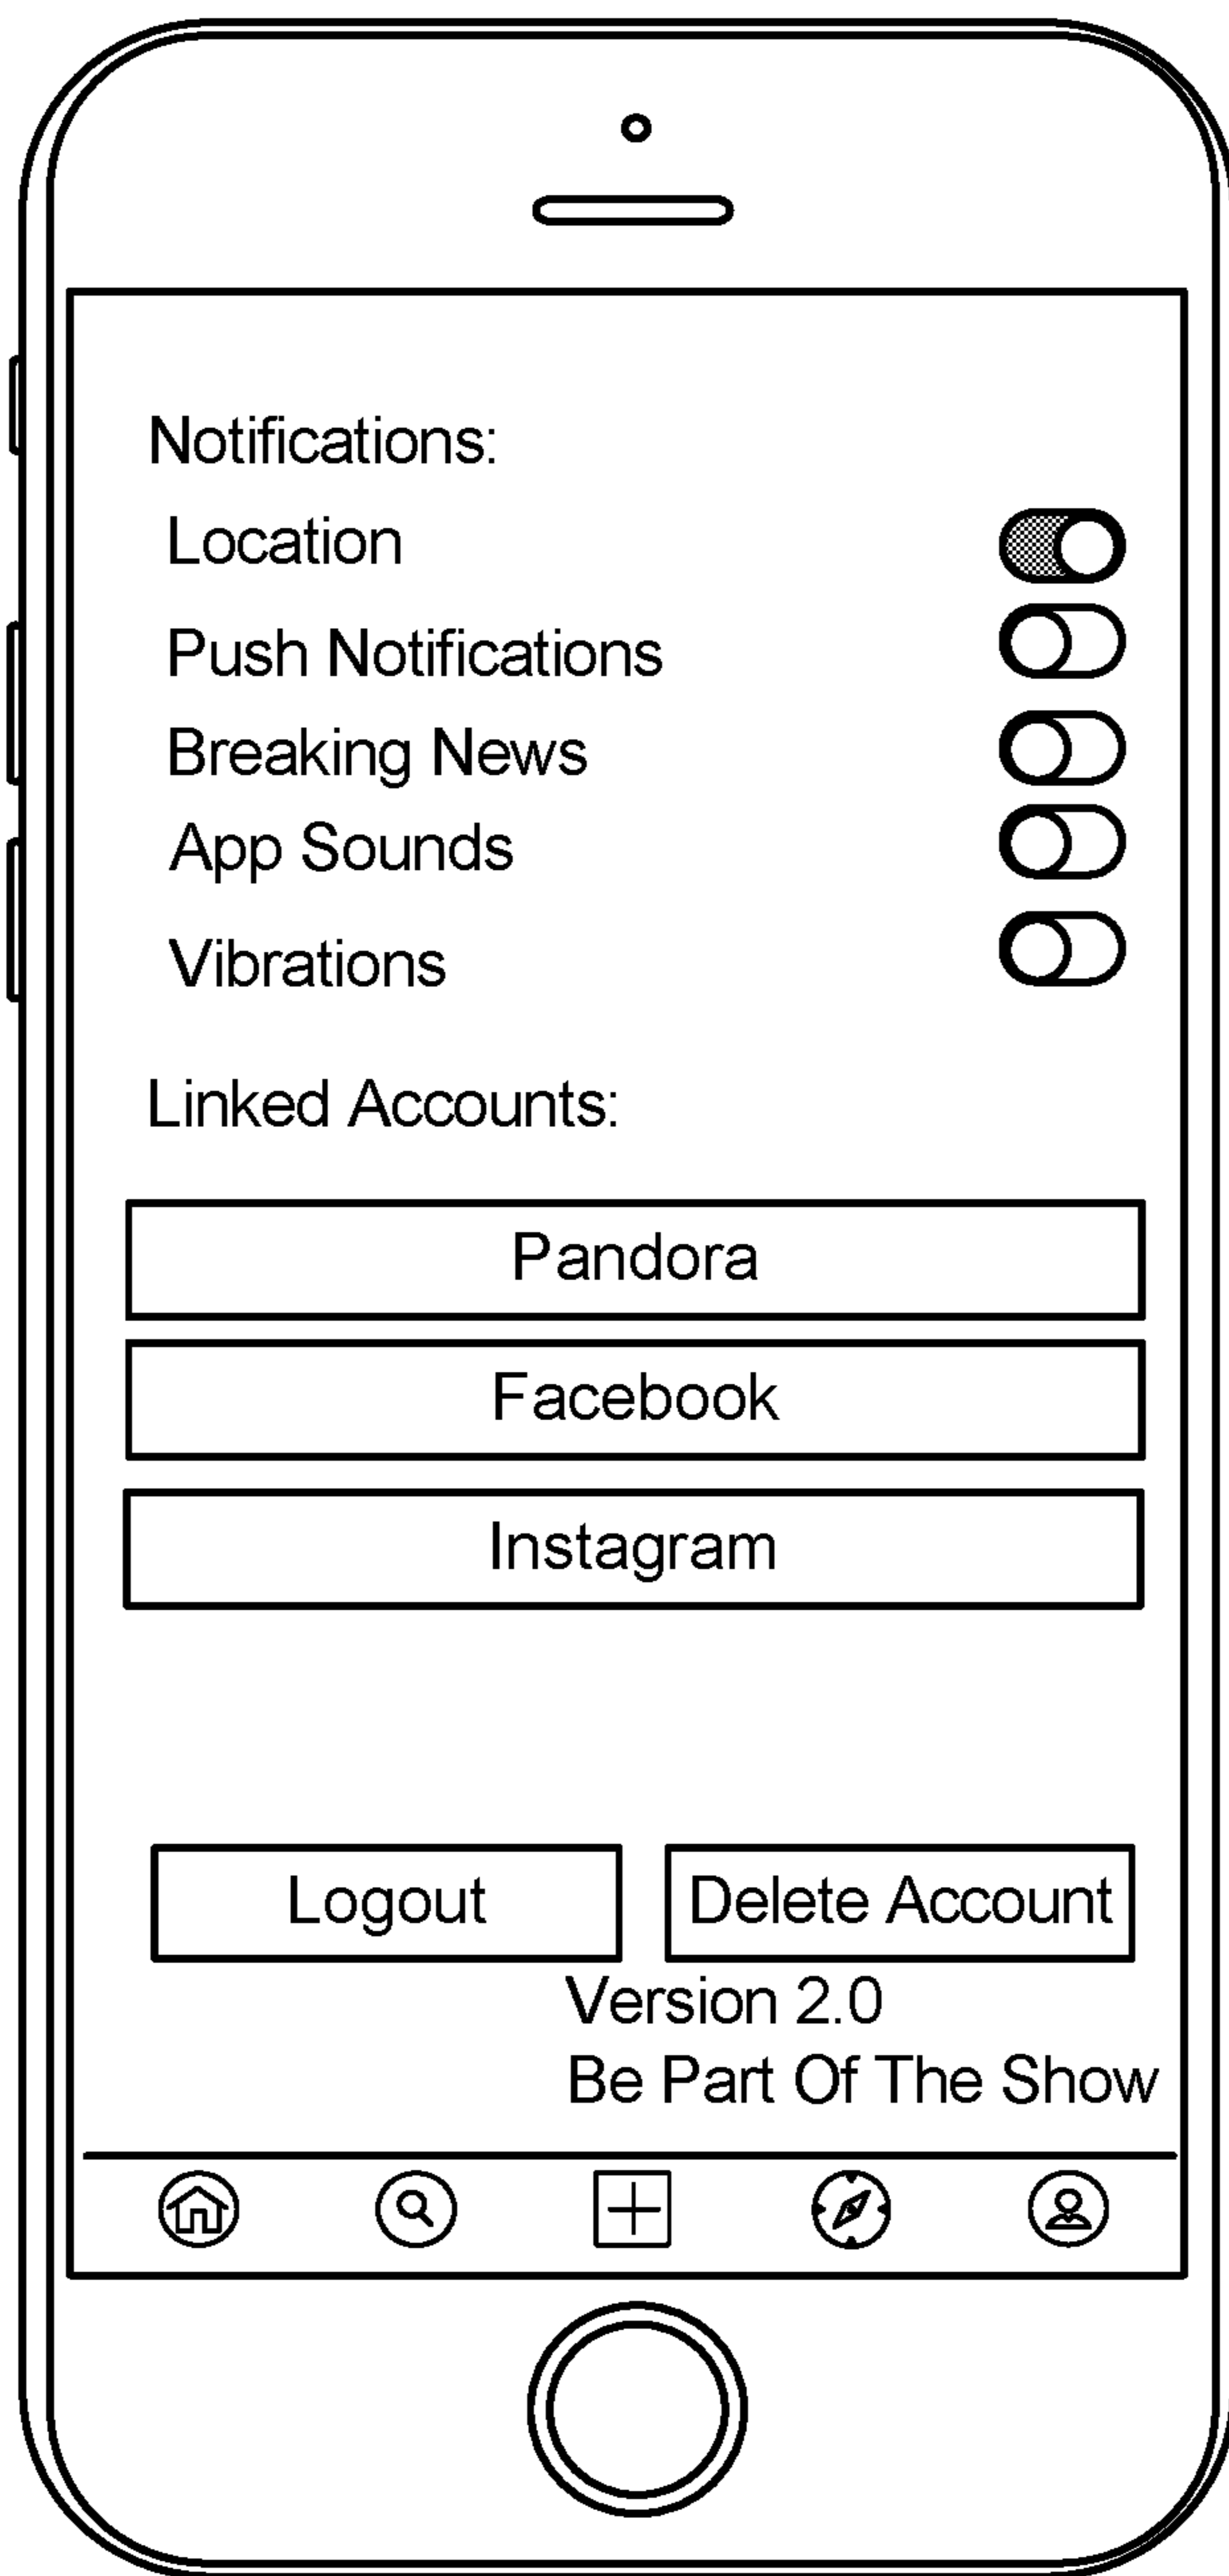 Notifications:
Location
Push Notifications
Breaking News
App Sounds
Vibrations
Linked Accounts:
Pandora
Facebook
Instagram
Logout
Delete Account
Version 2.0
Be Part Of The Show